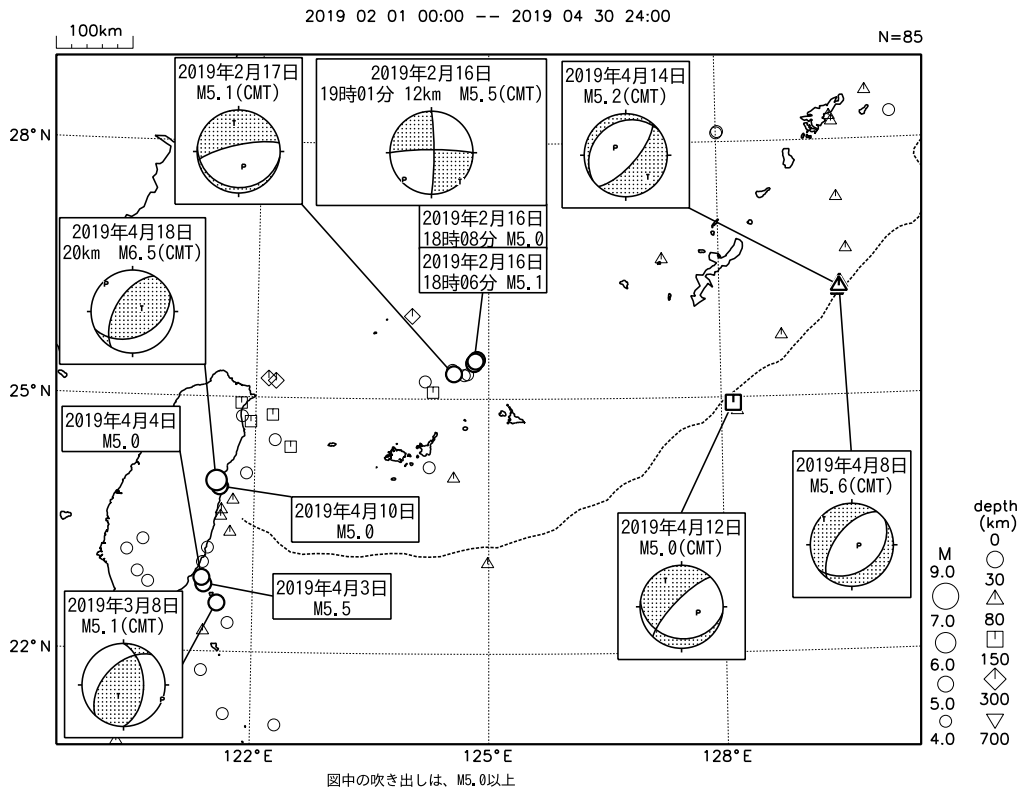 2019 02 01 00:00 -- 2019 04 30 24:00
100km
N=85
2019年2月17日
M5.1(CMT)
T
P
2019年2月16日
19時01分 12km M5.5(CMT)
P
T
2019年4月14日
M5.2(CMT)
P
T
28°N
2019年2月16日
18時08分 M5.0
2019年2月16日
18時06分 M5.1
2019年4月18日
20km M6.5(CMT)
P
T
25°N
2019年4月4日
M5.0
2019年4月10日
M5.0
2019年4月8日
M5.6(CMT)
T
P
2019年4月12日
M5.0(CMT)
T
P
2019年4月3日
M5.5
2019年3月8日
M5.1(CMT)
T
P
22°N
M
9.0
7.0
6.0
5.0
4.0
depth
(km)
0
30
80
150
300
700
122°E
125°E
128°E
図中の吹き出しは、M5.0以上